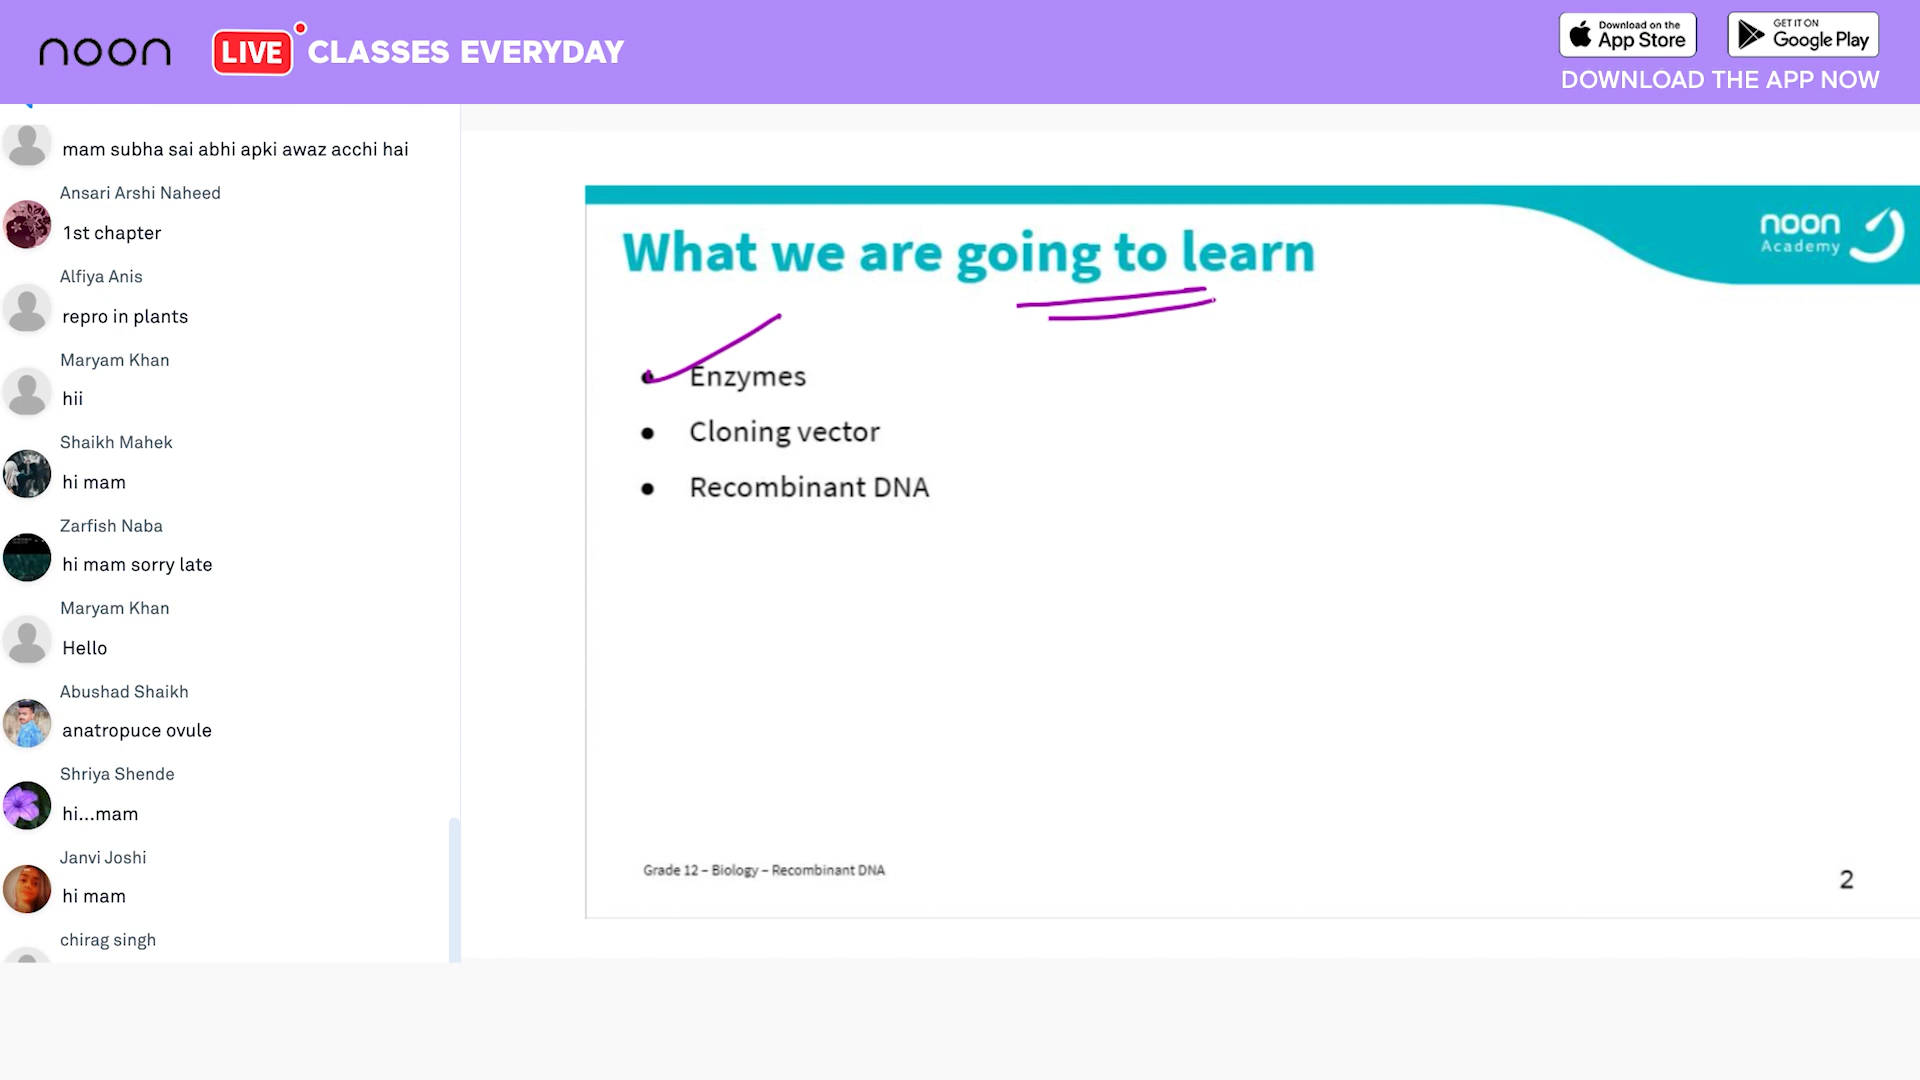 noon LIVE CLASSES EVERYDAY
Download on the App Store
GET IT ON Google Play
DOWNLOAD THE APP NOW
mam subha sai abhi apki awaz acchi hai
Ansari Arshi Naheed
1st chapter
Alfiya Anis
repro in plants
Maryam Khan
hii
Shaikh Mahek
hi mam
Zarfish Naba
hi mam sorry late
Maryam Khan
Hello
Abushad Shaikh
anatropuce ovule
Shriya Shende
hi...mam
Janvi Joshi
hi mam
chirag singh
noon
Academy
What we are going to learn
● Enzymes
● Cloning vector
● Recombinant DNA
Grade 12 – Biology – Recombinant DNA
2